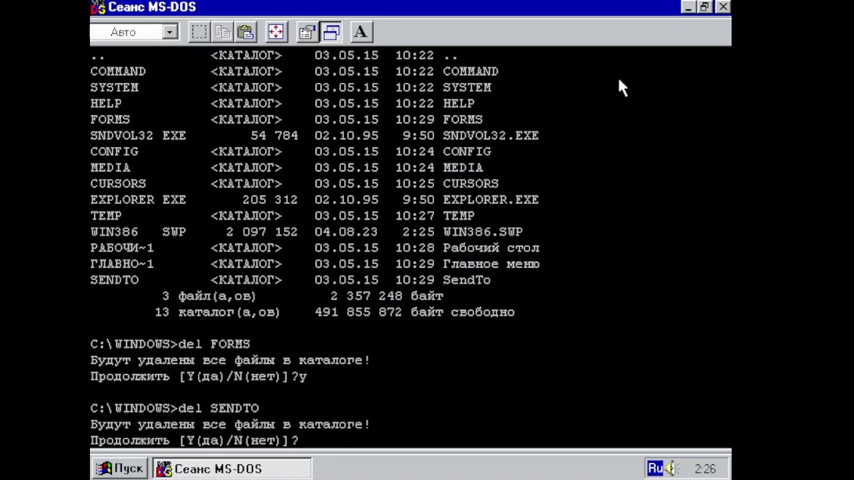 Сеанс MS-DOS
Авто
A
.. <КАТАЛОГ> 03.05.15 10:22 ..
COMMAND <КАТАЛОГ> 03.05.15 10:22 COMMAND
SYSTEM <КАТАЛОГ> 03.05.15 10:22 SYSTEM
HELP <КАТАЛОГ> 03.05.15 10:22 HELP
FORMS <КАТАЛОГ> 03.05.15 10:29 FORMS
SNDVOL32 EXE 54 784 02.10.95 9:50 SNDVOL32.EXE
CONFIG <КАТАЛОГ> 03.05.15 10:24 CONFIG
MEDIA <КАТАЛОГ> 03.05.15 10:24 MEDIA
CURSORS <КАТАЛОГ> 03.05.15 10:25 CURSORS
EXPLORER EXE 205 312 02.10.95 9:50 EXPLORER.EXE
TEMP <КАТАЛОГ> 03.05.15 10:27 TEMP
WIN386 SWP 2 097 152 04.08.23 2:25 WIN386.SWP
РАБОЧИ~1 <КАТАЛОГ> 03.05.15 10:28 Рабочий стол
ГЛАВНО~1 <КАТАЛОГ> 03.05.15 10:29 Главное меню
SENDTO <КАТАЛОГ> 03.05.15 10:29 SendTo
3 файл(а,ов) 2 357 248 байт
13 каталог(а,ов) 491 855 872 байт свободно
C:\WINDOWS>del FORMS
Будут удалены все файлы в каталоге!
Продолжить [Y(да)/N(нет)]?y
C:\WINDOWS>del SENDTO
Будут удалены все файлы в каталоге!
Продолжить [Y(да)/N(нет)]?
Пуск Сеанс MS-DOS Ru 2:26